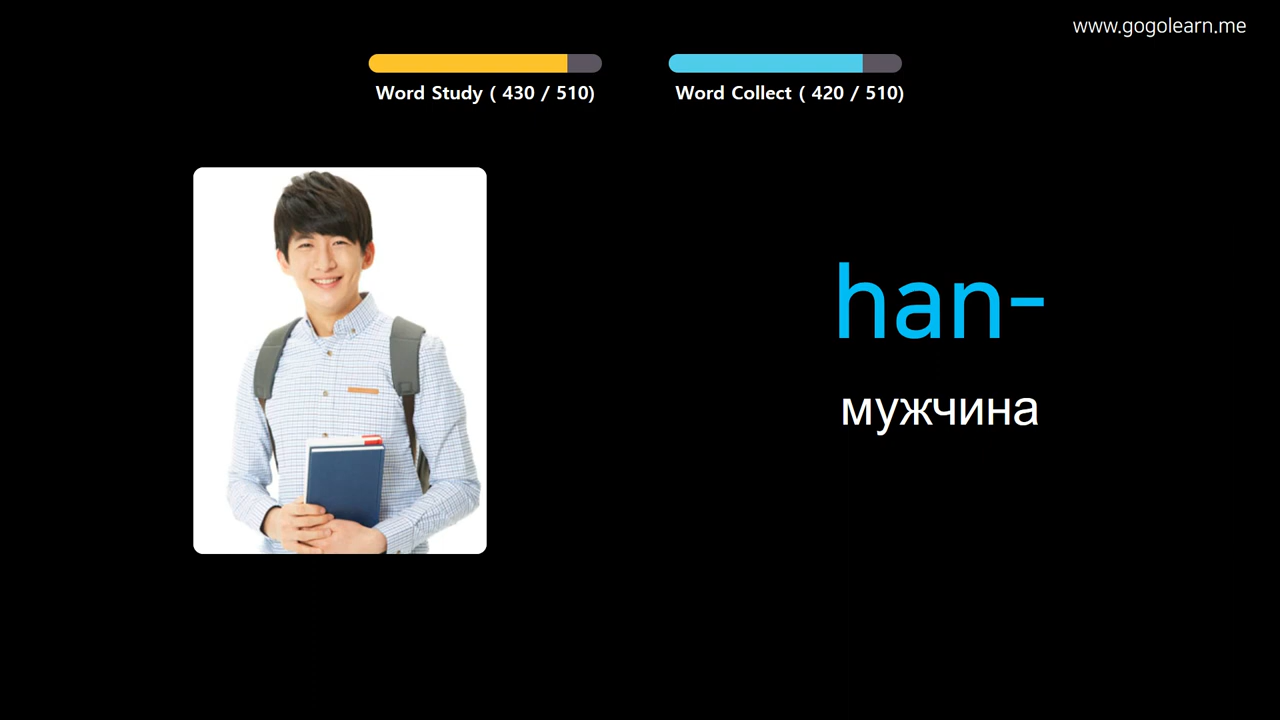 www.gogolearn.me
Word Study ( 430 / 510)
Word Collect ( 420 / 510)
han-
мужчина